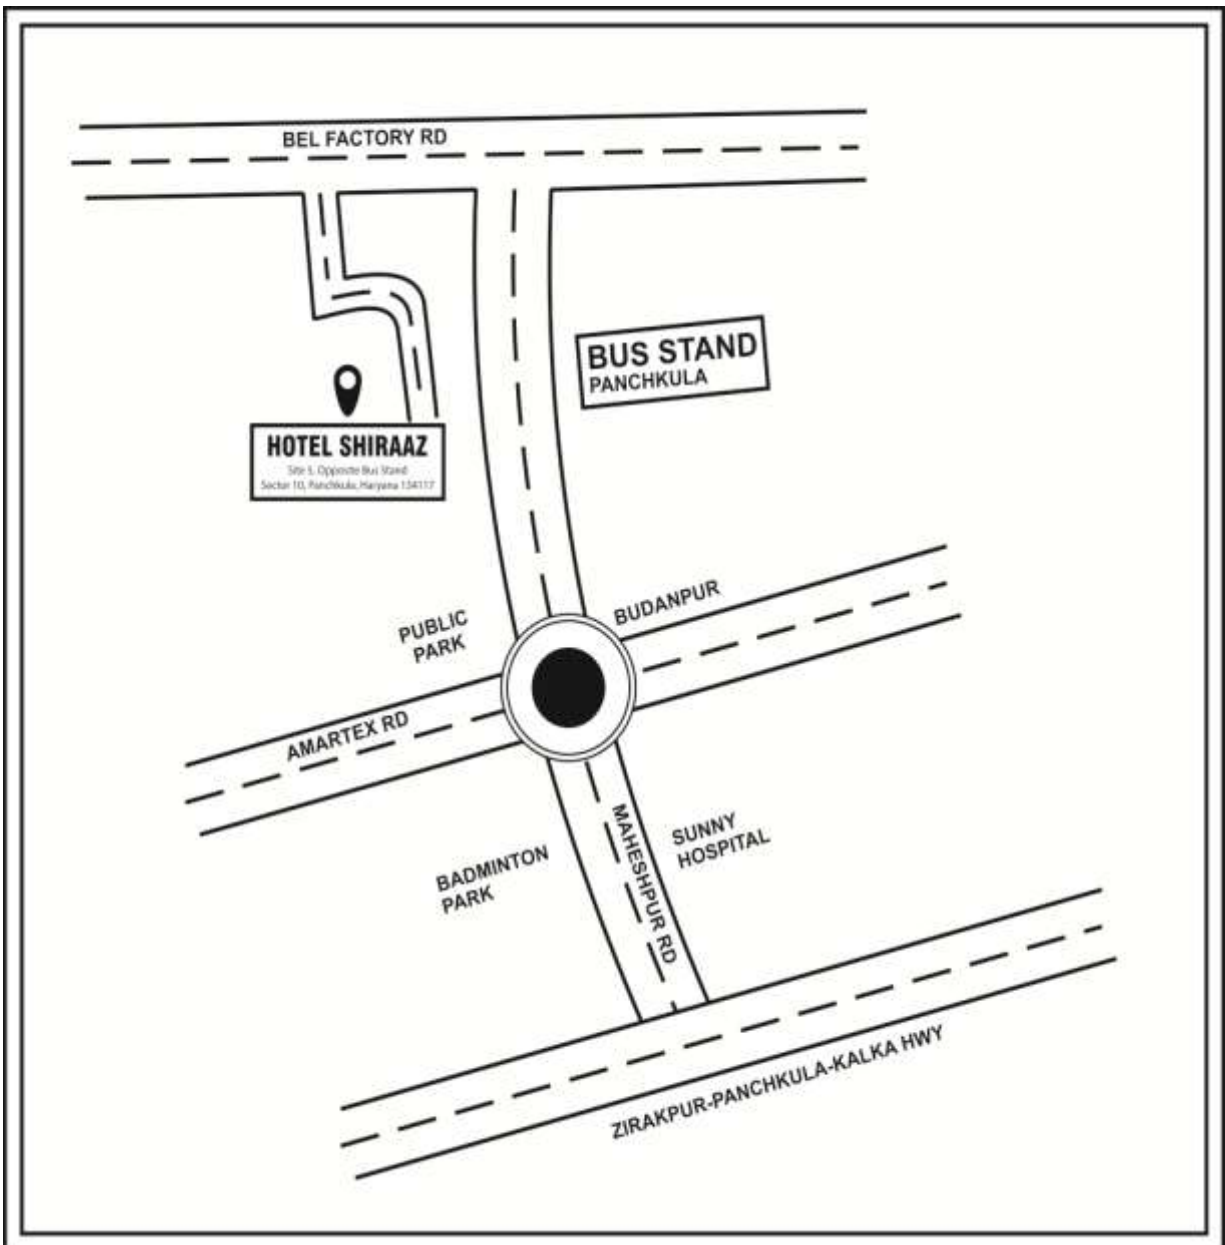 BEL FACTORY RD
BUS STAND
PANCHKULA
HOTEL SHIRAAZ
Site 5, Opposite Bus Stand
Sector 10, Panchkula, Haryana 134117
BUDANPUR
PUBLIC
PARK
AMARTEX RD
MAHESHPUR RD
SUNNY
HOSPITAL
BADMINTON
PARK
ZIRAKPUR-PANCHKULA-KALKA HWY